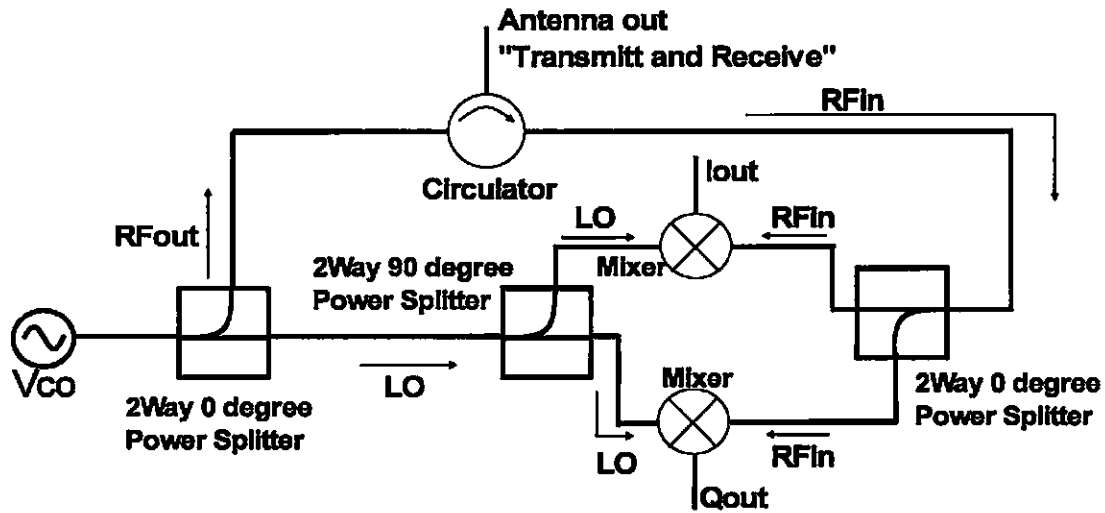 Antenna out
"Transmitt and Receive"
RFin
Circulator
Iout
LO
RFin
RFout
Mixer
2Way 90 degree
Power Splitter
VCO
LO
Mixer
2Way 0 degree
Power Splitter
2Way 0 degree
Power Splitter
LO
RFin
Qout